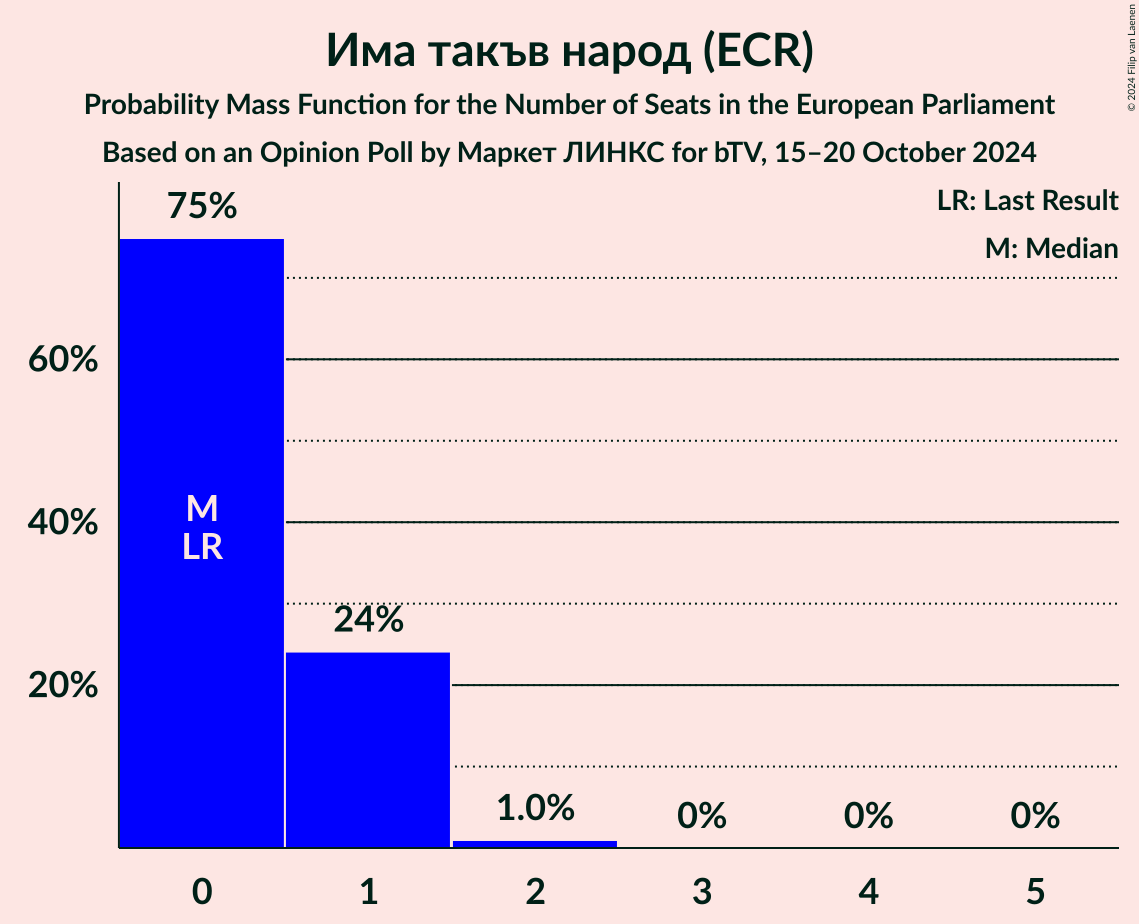 Има такъв народ (ECR)
Probability Mass Function for the Number of Seats in the European Parliament
Based on an Opinion Poll by Маркет ЛИНКС for bTV, 15–20 October 2024
© 2024 Filip van Laenen
LR: Last Result
M: Median
75%
60%
40%
20%
M
LR
24%
1.0%
0%
0%
0%
0
1
2
3
4
5